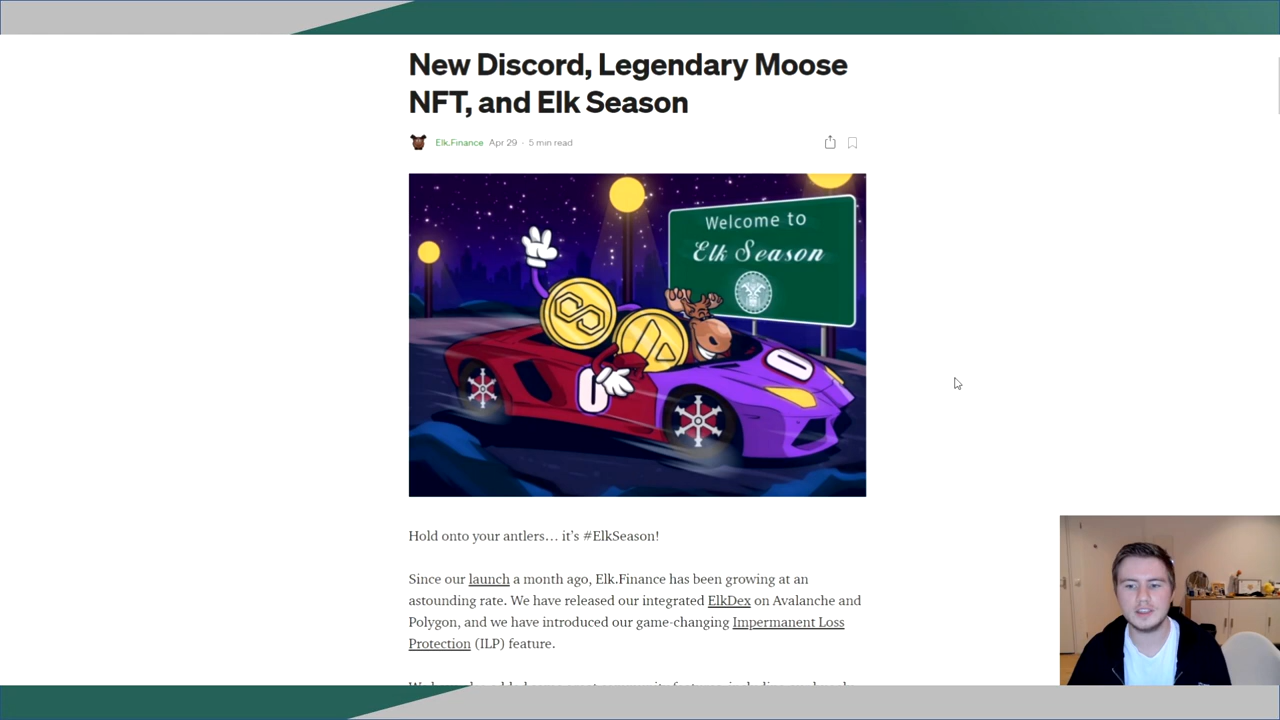 New Discord, Legendary Moose
NFT, and Elk Season
Elk.Finance Apr 29 · 5 min read
Welcome to
Elk Season
Hold onto your antlers… it's #ElkSeason!
Since our launch a month ago, Elk.Finance has been growing at an
astounding rate. We have released our integrated ElkDex on Avalanche and
Polygon, and we have introduced our game-changing Impermanent Loss
Protection (ILP) feature.